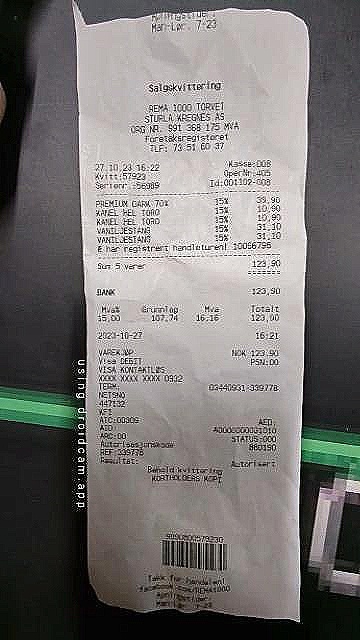 Åpningstider:
Man-Lør. 7-23
Salgskvittering
REMA 1000 TORVET
STURLA KREGNES AS
ORG NR. 991 368 175 MVA
Foretaksregisteret
TLF: 73 51 60 37
27.10.23 16:22 Kasse:008
Kvitt:57923 OperNr:405
Serienr.:56989 Id:001102-008
PREMIUM DARK 70% 15% 39,90
KANEL HEL TORO 15% 10,90
KANEL HEL TORO 15% 10,90
VANILJESTANG 15% 31,10
VANILJESTANG 15% 31,10
Æ har registrert handleturen! 10066796
Sum 5 varer 123,90
BANK 123,90
Mva% Grunnlag Mva Totalt
15,00 107,74 16,16 123,90
2023-10-27 16:21
VAREKJØP NOK 123,90
Visa DEBIT PSN:00
VISA KONTAKTLØS
XXXX XXXX XXXX 0932
TERM: 03440931-339778
NETSNO
447132
KF1
ATC:00309 AED:
AID: A0000000031010
ARC:00 STATUS:000
Autorisasjonskode 860190
REF:339778
Resultat: Autorisert
Behold kvittering
KORTHOLDERS KOPI
9090800579230
Takk for handelen!
facebook.com/REMA1000
Åpningstider:
Man-Lør. 7-23
using droidcam.app